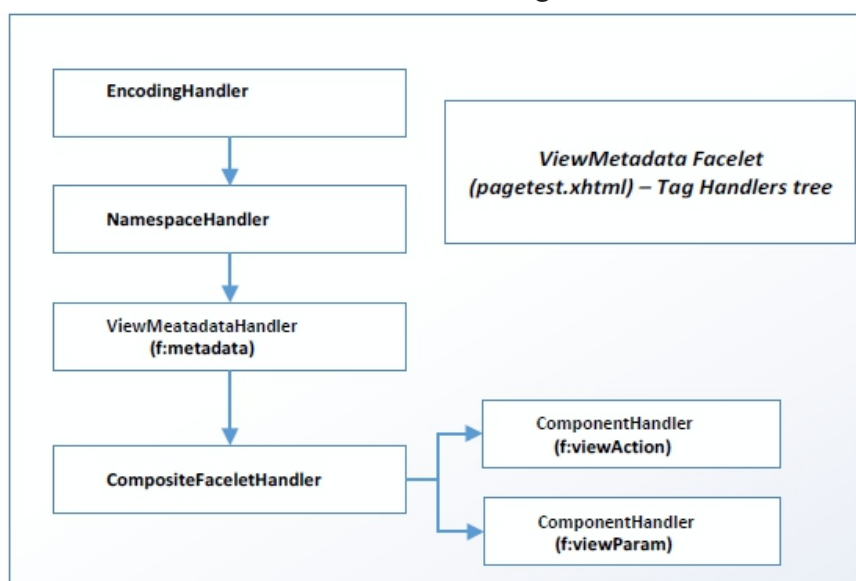 EncodingHandler
ViewMetadata Facelet
(pagetest.xhtml) – Tag Handlers tree
NamespaceHandler
ViewMeatadataHandler
(f:metadata)
ComponentHandler
(f:viewAction)
CompositeFaceletHandler
ComponentHandler
(f:viewParam)